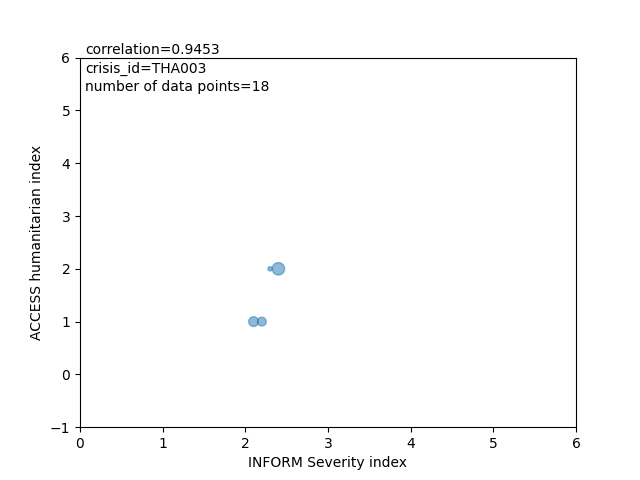 correlation=0.9453
crisis_id=THA003
number of data points=18
6
5
4
3
2
1
0
−1
ACCESS humanitarian index
0 1 2 3 4 5 6
INFORM Severity index